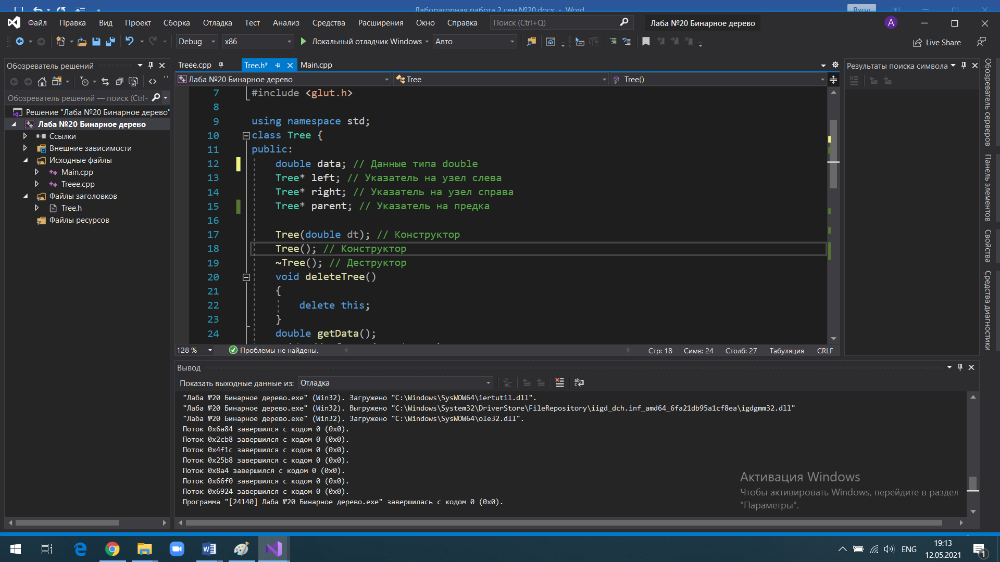 Лабораторная работа 2 сем №20.docx - Word
Вход
Файл Правка Вид Проект Сборка Отладка Тест Анализ Средства Расширения Окно Справка Поиск (Ctrl+Q) Лаба №20 Бинарное дерево A
Debug x86 Локальный отладчик Windows Авто Live Share
Обозреватель решений
Обозреватель решений — поиск (Ctrl+
Решение "Лаба №20 Бинарное дерево"
Лаба №20 Бинарное дерево
Ссылки
Внешние зависимости
Исходные файлы
Main.cpp
Treee.cpp
Файлы заголовков
Tree.h
Файлы ресурсов
Treee.cpp Tree.h* Main.cpp
Лаба №20 Бинарное дерево Tree Tree()
7 #include <glut.h>
8
9 using namespace std;
10 class Tree {
11 public:
12 double data; // Данные типа double
13 Tree* left; // Указатель на узел слева
14 Tree* right; // Указатель на узел справа
15 Tree* parent; // Указатель на предка
16
17 Tree(double dt); // Конструктор
18 Tree(); // Конструктор
19 ~Tree(); // Деструктор
20 void deleteTree()
21 {
22 delete this;
23 }
24 double getData();
128 % Проблемы не найдены. Стр: 18 Симв: 24 Столб: 27 Табуляция CRLF
Результаты поиска символа
Обозреватель серверов
Панель элементов
Свойства
Средства диагностики
Вывод
Показать выходные данные из: Отладка
"Лаба №20 Бинарное дерево.exe" (Win32). Загружено "C:\Windows\SysWOW64\iertutil.dll".
"Лаба №20 Бинарное дерево.exe" (Win32). Выгружено "C:\Windows\System32\DriverStore\FileRepository\iigd_dch.inf_amd64_6fa21db95a1cf8ea\igdgmm32.dll"
"Лаба №20 Бинарное дерево.exe" (Win32). Загружено "C:\Windows\SysWOW64\ole32.dll".
Поток 0x6a84 завершился с кодом 0 (0x0).
Поток 0x2cb8 завершился с кодом 0 (0x0).
Поток 0x4f1c завершился с кодом 0 (0x0).
Поток 0x25b8 завершился с кодом 0 (0x0).
Поток 0x8a4 завершился с кодом 0 (0x0).
Поток 0x66f0 завершился с кодом 0 (0x0).
Поток 0x6924 завершился с кодом 0 (0x0).
Программа "[24140] Лаба №20 Бинарное дерево.exe" завершилась с кодом 0 (0x0).
Активация Windows
Чтобы активировать Windows, перейдите в раздел
"Параметры".
ENG
19:13
12.05.2021
1